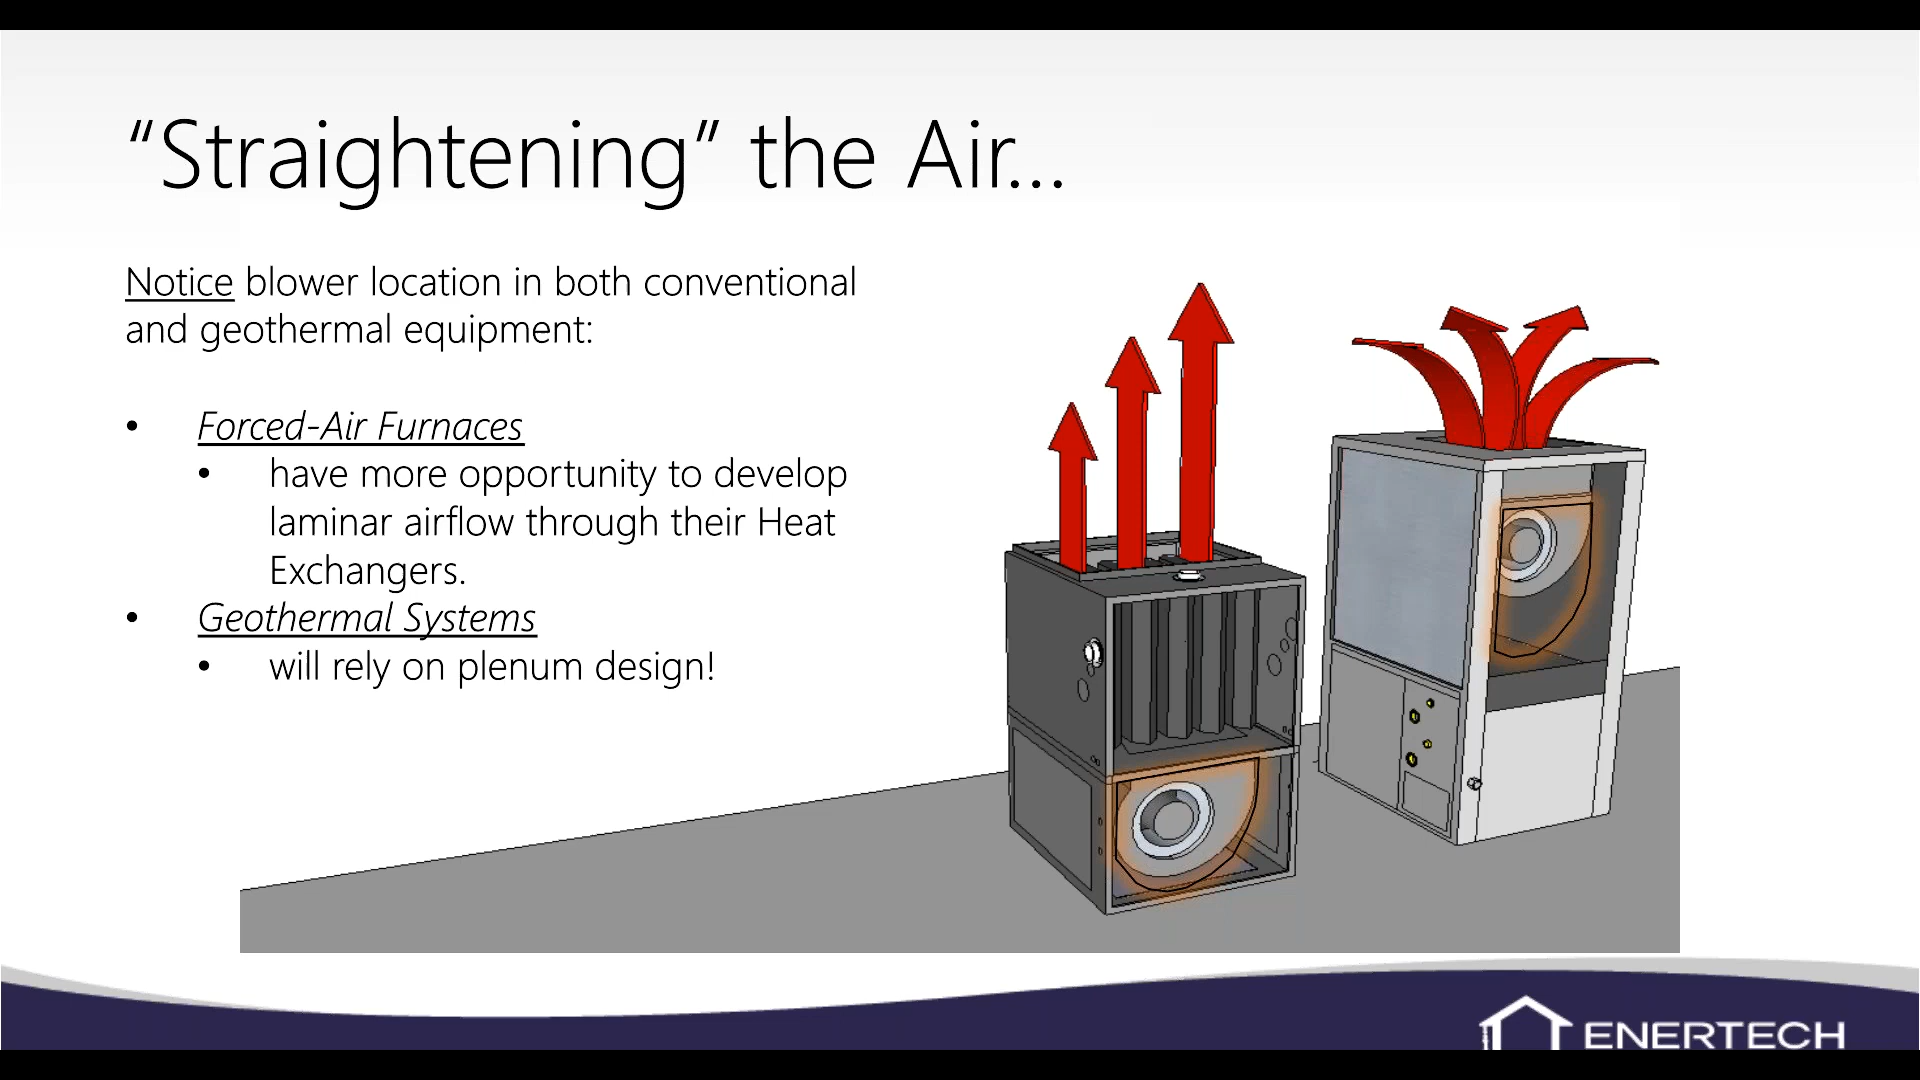 “Straightening” the Air...
Notice blower location in both conventional
and geothermal equipment:
• Forced-Air Furnaces
• have more opportunity to develop
laminar airflow through their Heat
Exchangers.
• Geothermal Systems
• will rely on plenum design!
ENERTECH